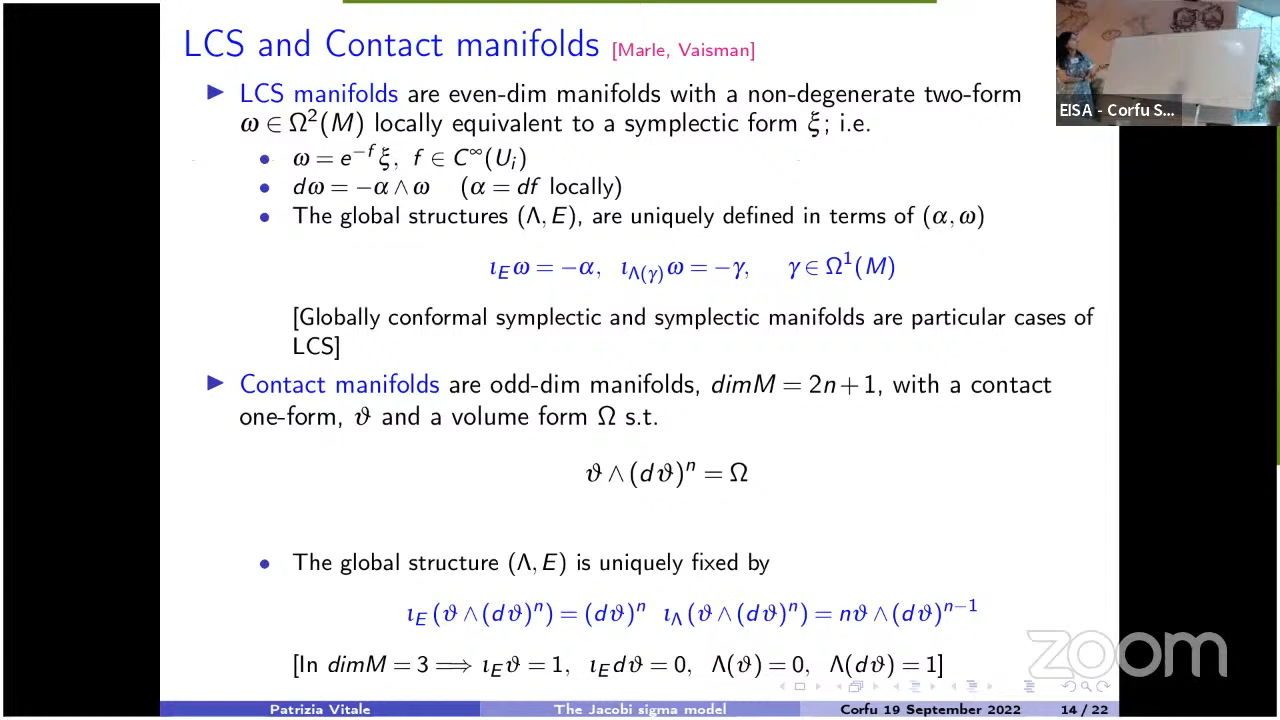 LCS and Contact manifolds [Marle, Vaisman]
LCS manifolds are even-dim manifolds with a non-degenerate two-form
ω ∈ Ω²(M) locally equivalent to a symplectic form ξ; i.e.
• ω = e^{−f} ξ, f ∈ C^∞(U_i)
• dω = −α ∧ ω (α = df locally)
• The global structures (Λ, E), are uniquely defined in terms of (α, ω)
ι_E ω = −α, ι_{Λ(γ)} ω = −γ, γ ∈ Ω¹(M)
[Globally conformal symplectic and symplectic manifolds are particular cases of
LCS]
Contact manifolds are odd-dim manifolds, dimM = 2n+1, with a contact
one-form, ϑ and a volume form Ω s.t.
ϑ ∧ (dϑ)^n = Ω
• The global structure (Λ, E) is uniquely fixed by
ι_E (ϑ ∧ (dϑ)^n) = (dϑ)^n ι_Λ (ϑ ∧ (dϑ)^n) = nϑ ∧ (dϑ)^{n−1}
[In dimM = 3 ⟹ ι_E ϑ = 1, ι_E dϑ = 0, Λ(ϑ) = 0, Λ(dϑ) = 1]
Patrizia Vitale The Jacobi sigma model Corfu 19 September 2022 14 / 22
EISA - Corfu S...
zoom